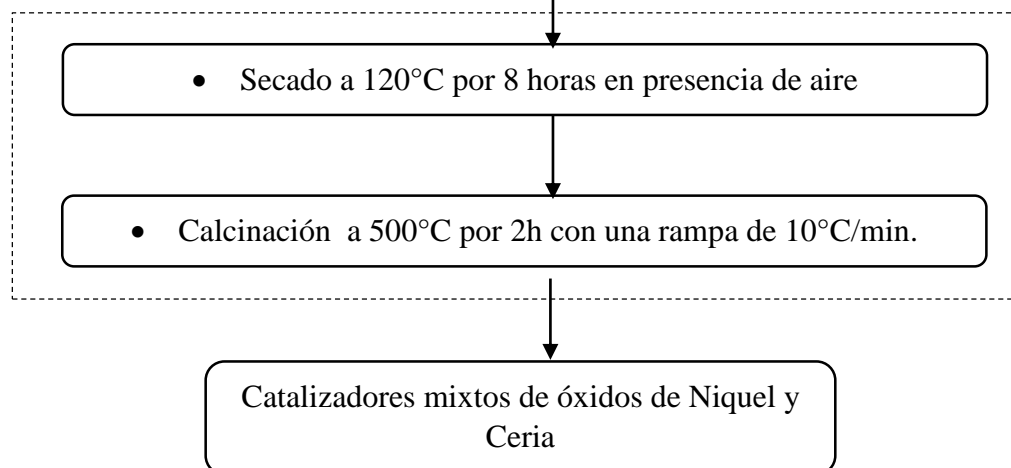 • Secado a 120°C por 8 horas en presencia de aire
• Calcinación  a 500°C por 2h con una rampa de 10°C/min.
Catalizadores mixtos de óxidos de Niquel y
Ceria